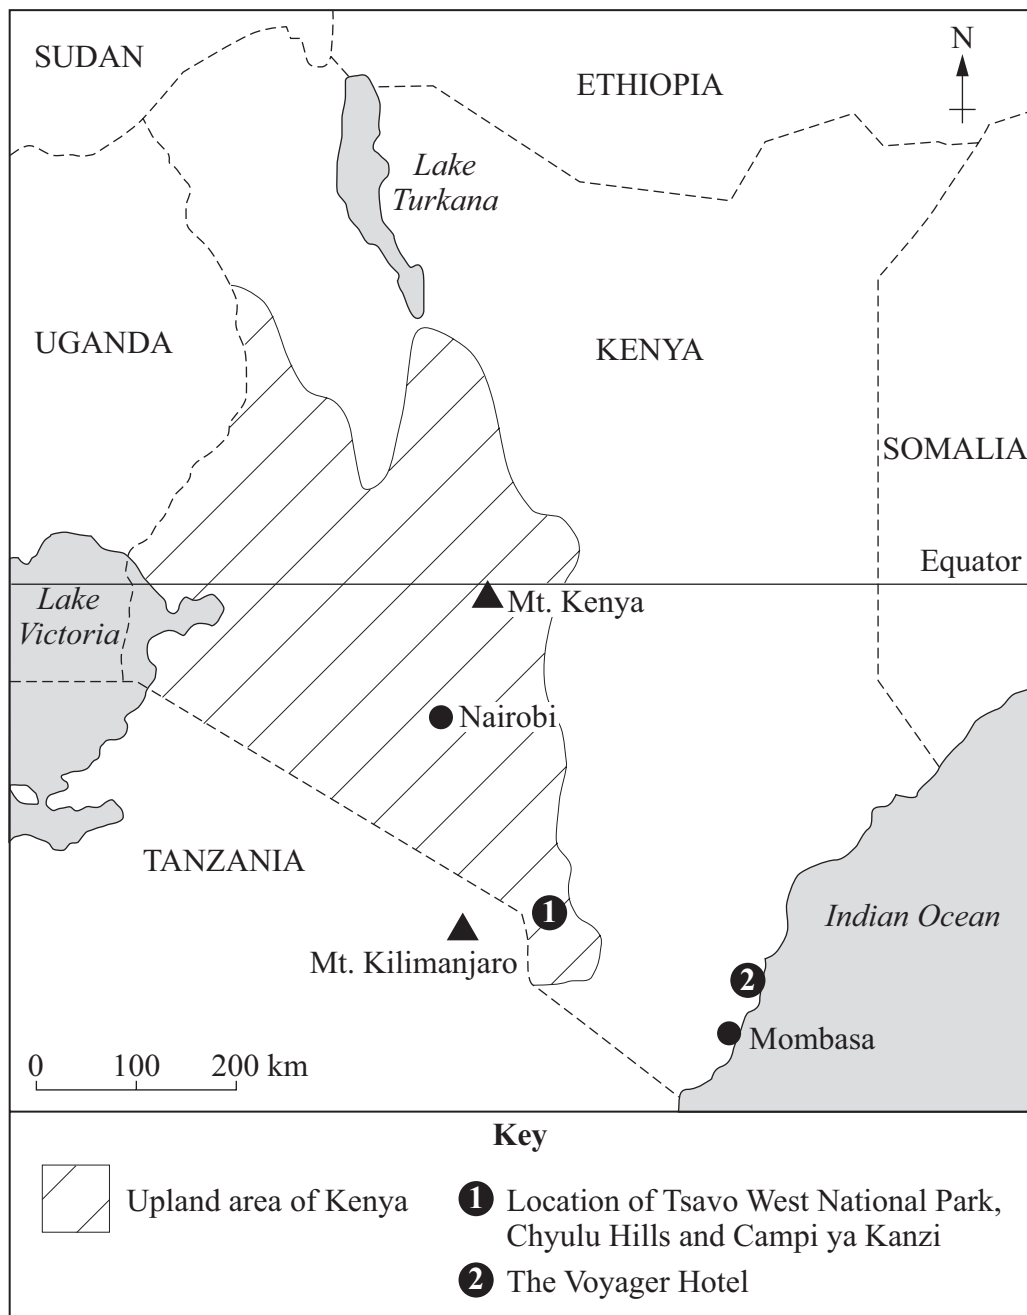 SUDAN
N
ETHIOPIA
Lake
Turkana
UGANDA
KENYA
SOMALIA
Equator
Lake
Victoria
Mt. Kenya
Nairobi
TANZANIA
1
Indian Ocean
Mt. Kilimanjaro
2
Mombasa
0 100 200 km
Key
Upland area of Kenya
1 Location of Tsavo West National Park,
Chyulu Hills and Campi ya Kanzi
2 The Voyager Hotel